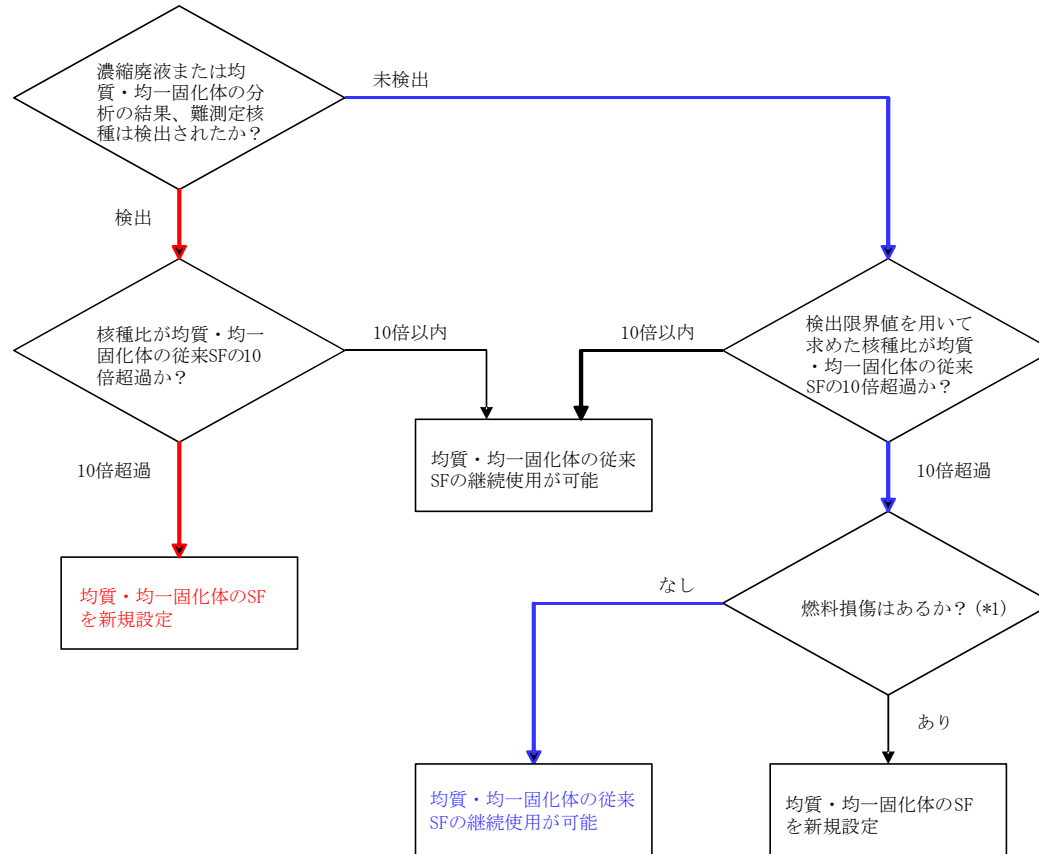 濃縮廃液または均
質・均一固化体の分
析の結果、難測定核
種は検出されたか？
未検出
検出
核種比が均質・均一
固化体の従来SFの10
倍超過か？
10倍以内
10倍以内
検出限界値を用いて
求めた核種比が均質
・均一固化体の従来
SFの10倍超過か？
均質・均一固化体の従来
SFの継続使用が可能
10倍超過
10倍超過
均質・均一固化体のSF
を新規設定
なし
燃料損傷はあるか？(*1)
あり
均質・均一固化体の従来
SFの継続使用が可能
均質・均一固化体のSF
を新規設定